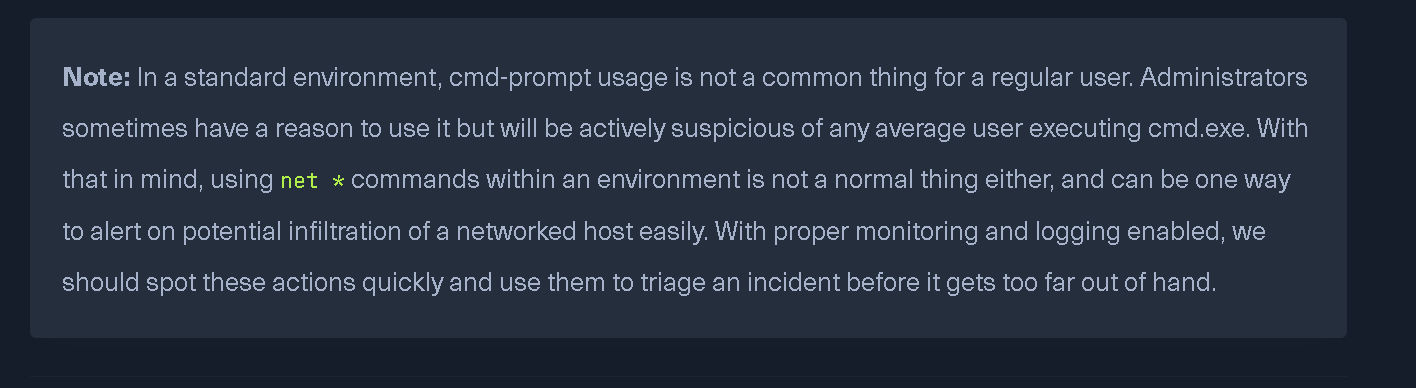 Note: In a standard environment, cmd-prompt usage is not a common thing for a regular user. Administrators
sometimes have a reason to use it but will be actively suspicious of any average user executing cmd.exe. With
that in mind, using net * commands within an environment is not a normal thing either, and can be one way
to alert on potential infiltration of a networked host easily. With proper monitoring and logging enabled, we
should spot these actions quickly and use them to triage an incident before it gets too far out of hand.